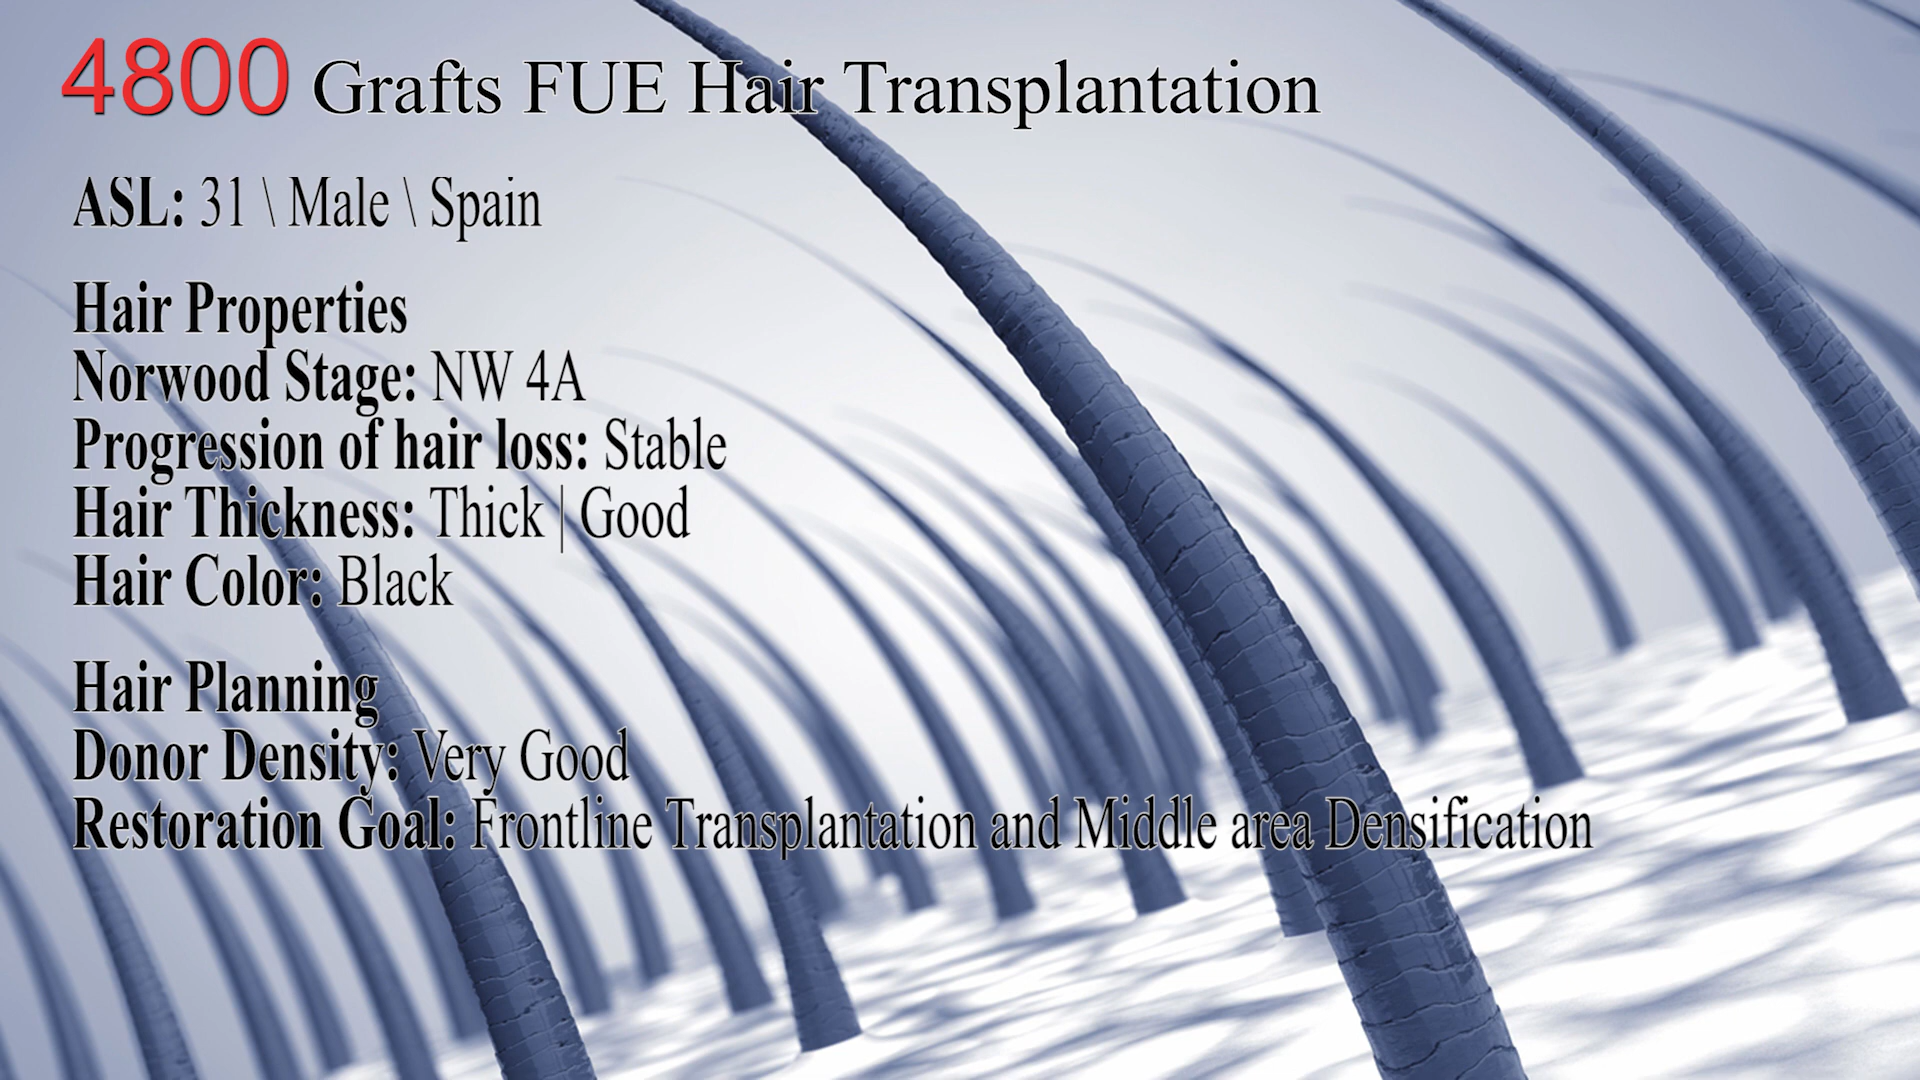 4800 Grafts FUE Hair Transplantation
ASL: 31 \ Male \ Spain
Hair Properties
Norwood Stage: NW 4A
Progression of hair loss: Stable
Hair Thickness: Thick | Good
Hair Color: Black
Hair Planning
Donor Density: Very Good
Restoration Goal: Frontline Transplantation and Middle area Densification